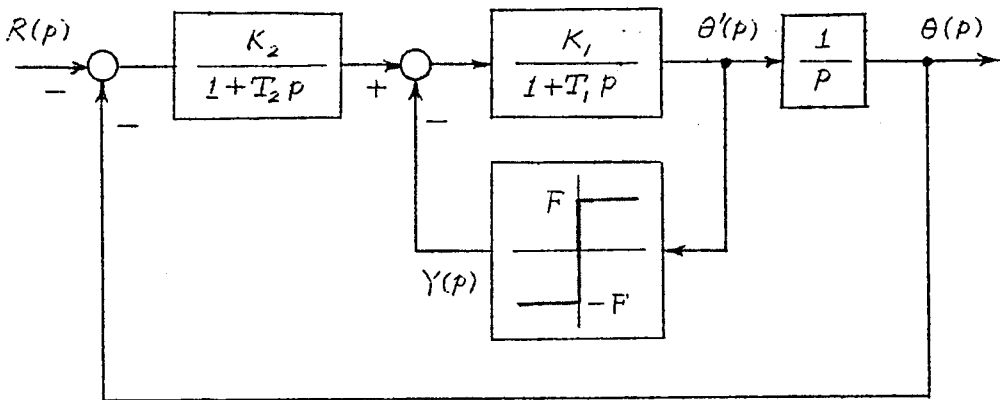 R(p)
−
−
K₂
1+T₂p
+
−
K₁
1+T₁p
θ'(p)
1
p
θ(p)
F
−F
Y(p)